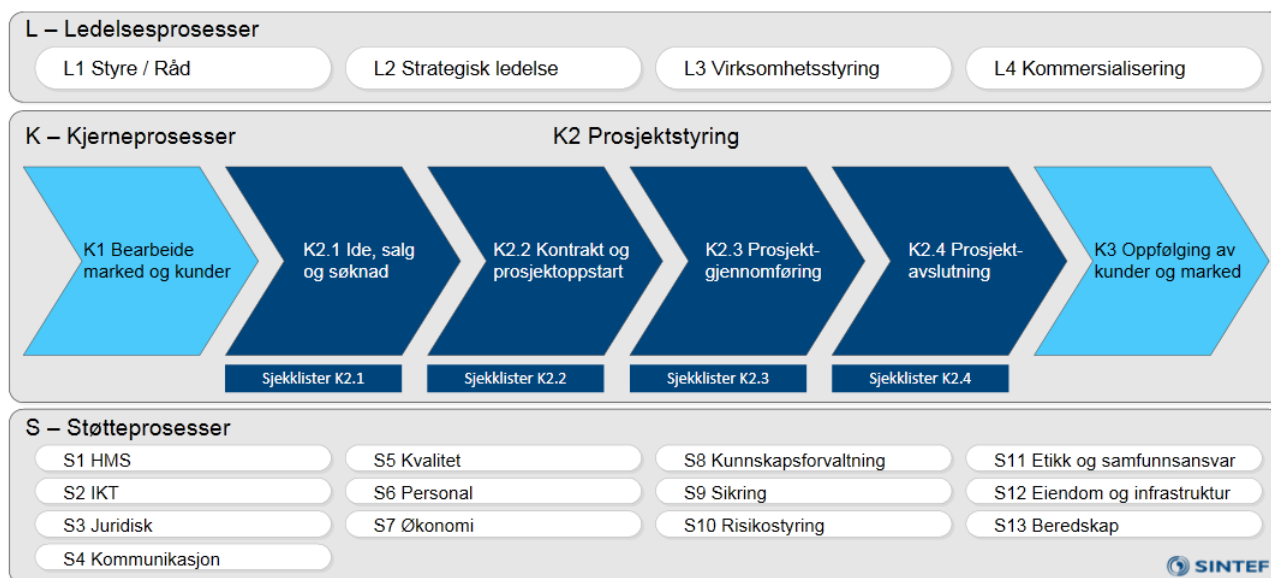 L – Ledelsesprosesser
L1 Styre / Råd
L2 Strategisk ledelse
L3 Virksomhetsstyring
L4 Kommersialisering
K – Kjerneprosesser
K2 Prosjektstyring
K1 Bearbeide
marked og kunder
K2.1 Ide, salg
og søknad
K2.2 Kontrakt og
prosjektoppstart
K2.3 Prosjekt-
gjennomføring
K2.4 Prosjekt-
avslutning
K3 Oppfølging av
kunder og marked
Sjekklister K2.1
Sjekklister K2.2
Sjekklister K2.3
Sjekklister K2.4
S – Støtteprosesser
S1 HMS
S2 IKT
S3 Juridisk
S4 Kommunikasjon
S5 Kvalitet
S6 Personal
S7 Økonomi
S8 Kunnskapsforvaltning
S9 Sikring
S10 Risikostyring
S11 Etikk og samfunnsansvar
S12 Eiendom og infrastruktur
S13 Beredskap
SINTEF